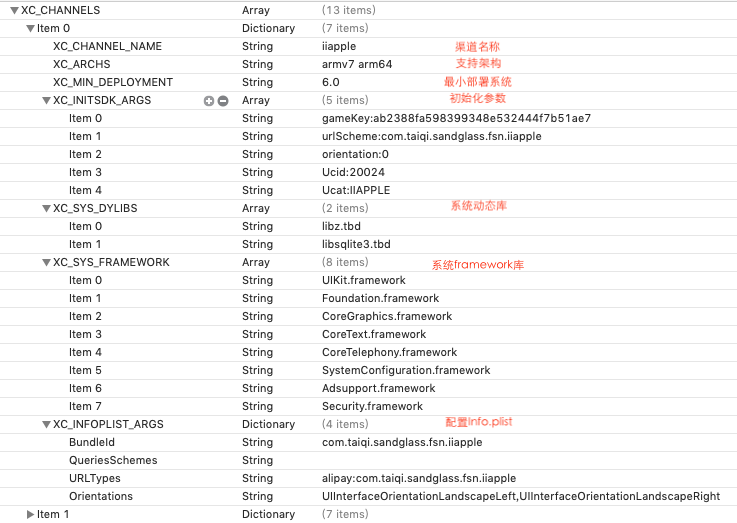 XC_CHANNELS Array (13 items)
Item 0 Dictionary (7 items)
XC_CHANNEL_NAME String iiapple 渠道名称
XC_ARCHS String armv7 arm64 支持架构
XC_MIN_DEPLOYMENT String 6.0 最小部署系统
XC_INITSDK_ARGS Array (5 items) 初始化参数
Item 0 String gameKey:ab2388fa598399348e532444f7b51ae7
Item 1 String urlScheme:com.taiqi.sandglass.fsn.iiapple
Item 2 String orientation:0
Item 3 String Ucid:20024
Item 4 String Ucat:IIAPPLE
XC_SYS_DYLIBS Array (2 items) 系统动态库
Item 0 String libz.tbd
Item 1 String libsqlite3.tbd
XC_SYS_FRAMEWORK Array (8 items) 系统framework库
Item 0 String UIKit.framework
Item 1 String Foundation.framework
Item 2 String CoreGraphics.framework
Item 3 String CoreText.framework
Item 4 String CoreTelephony.framework
Item 5 String SystemConfiguration.framework
Item 6 String Adsupport.framework
Item 7 String Security.framework
XC_INFOPLIST_ARGS Dictionary (4 items) 配置Info.plist
BundleId String com.taiqi.sandglass.fsn.iiapple
QueriesSchemes String
URLTypes String alipay:com.taiqi.sandglass.fsn.iiapple
Orientations String UIInterfaceOrientationLandscapeLeft,UIInterfaceOrientationLandscapeRight
Item 1 Dictionary (7 items)